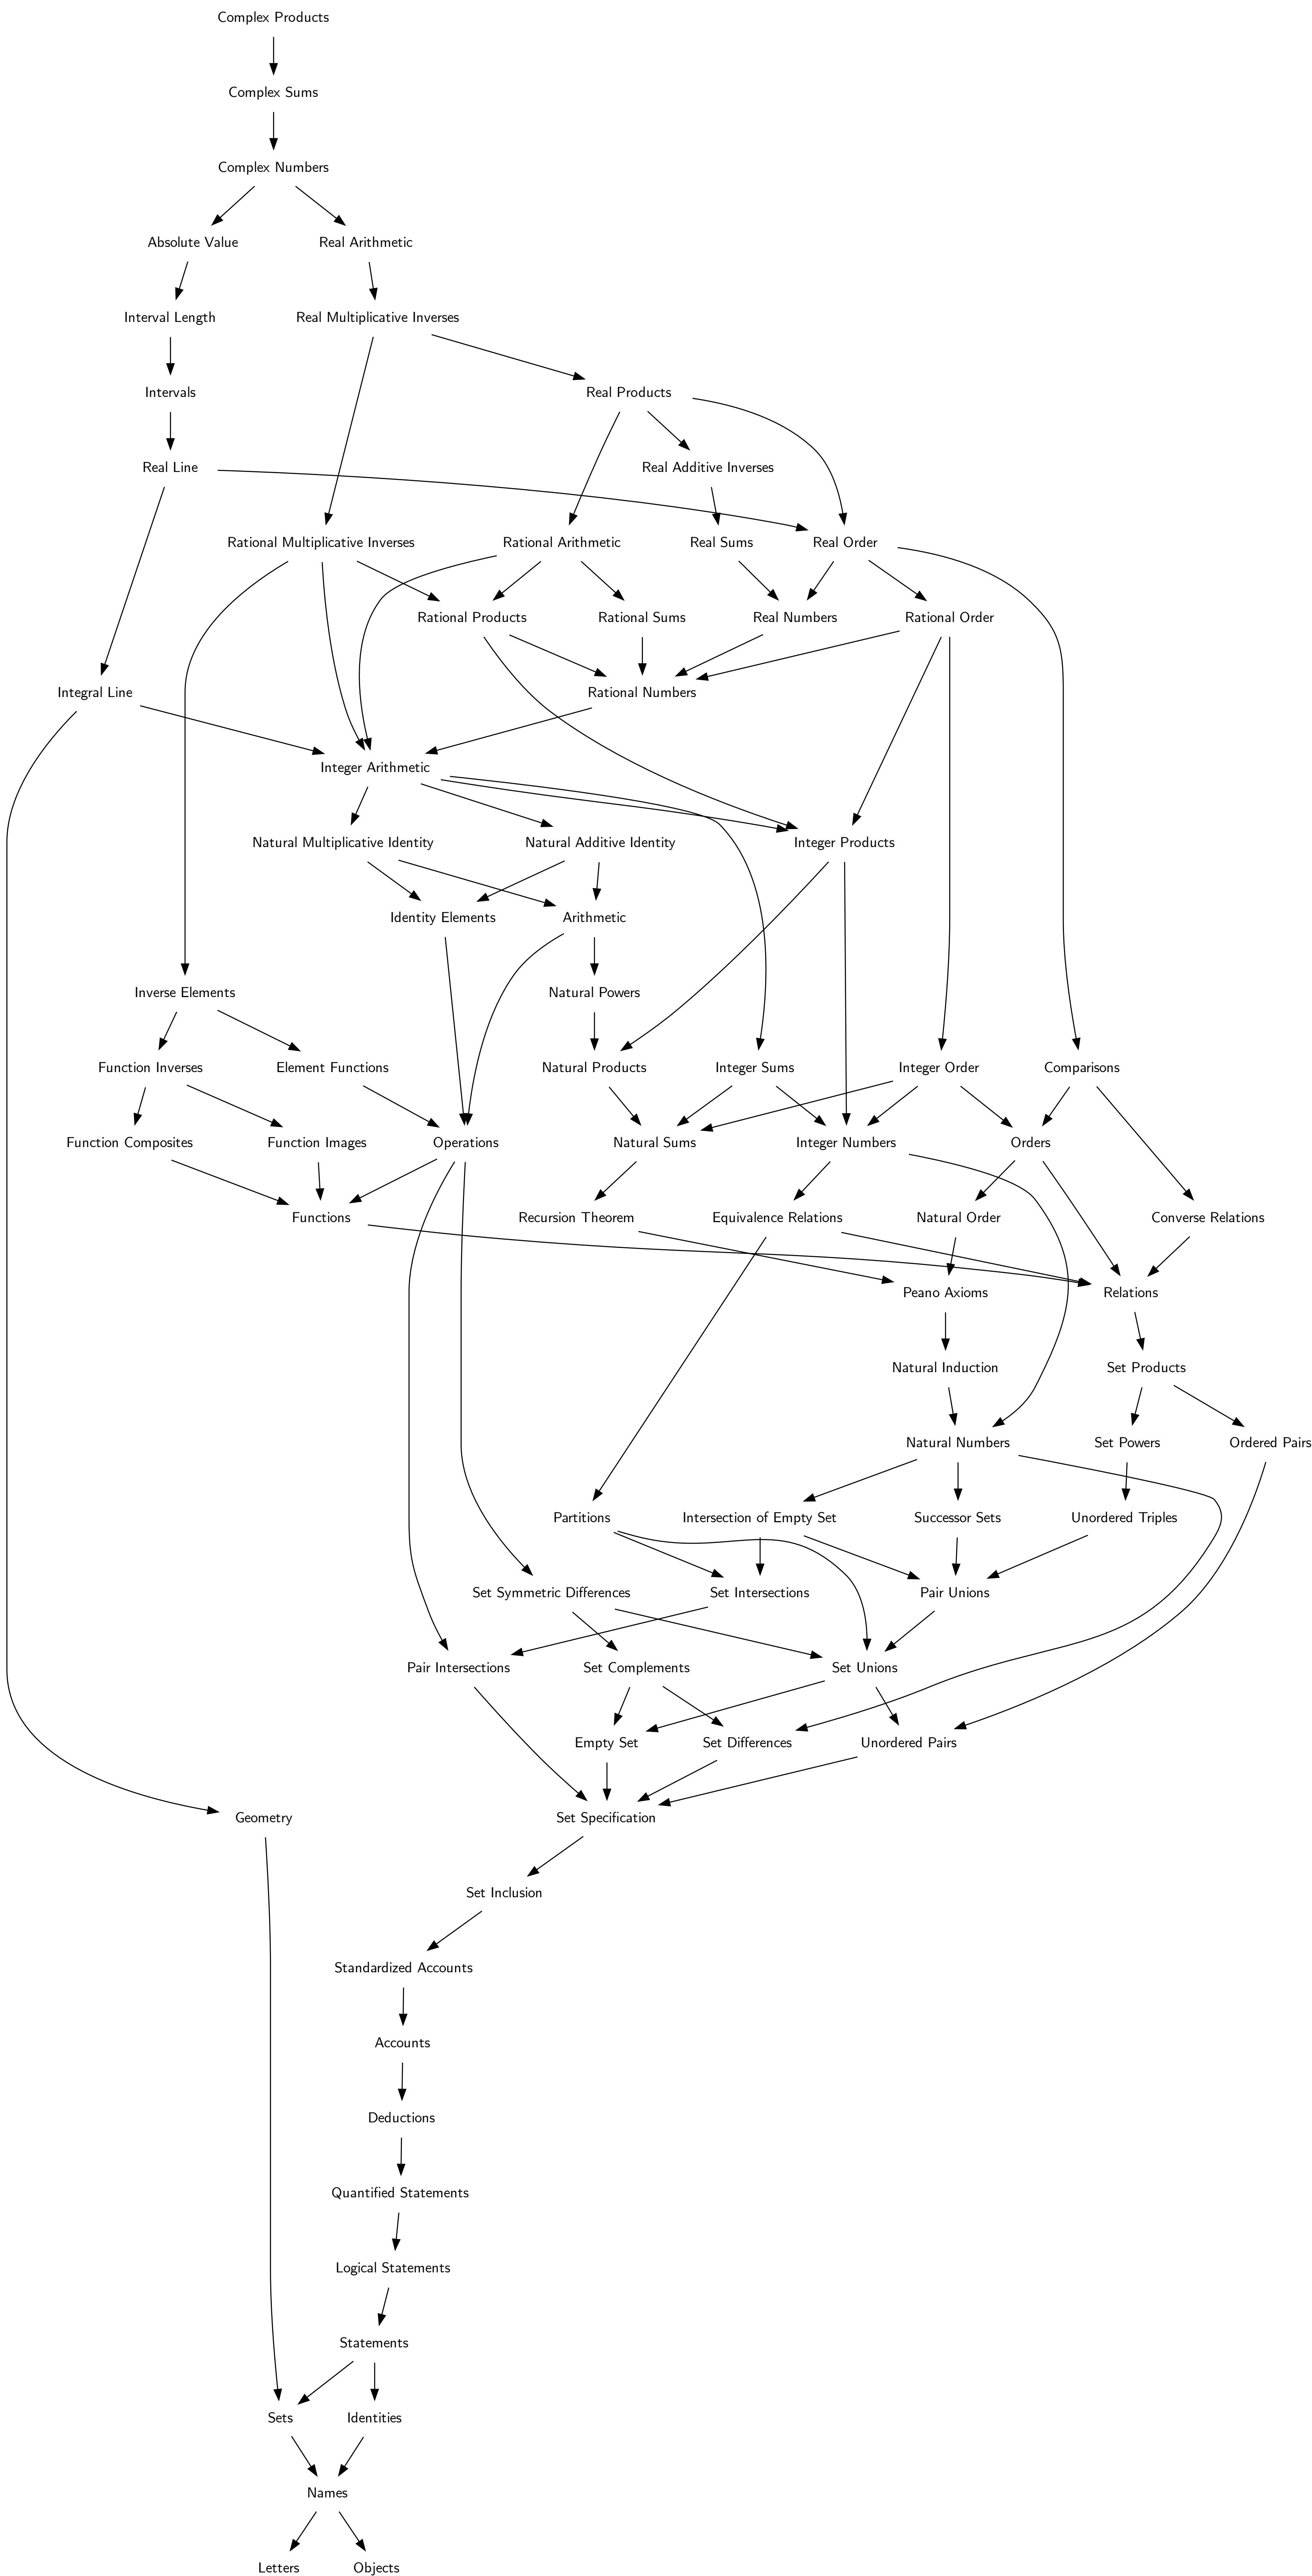 Complex Products
Complex Sums
Complex Numbers
Absolute Value
Real Arithmetic
Interval Length
Real Multiplicative Inverses
Intervals
Real Products
Real Line
Real Additive Inverses
Rational Multiplicative Inverses
Rational Arithmetic
Real Sums
Real Order
Rational Products
Rational Sums
Real Numbers
Rational Order
Integral Line
Rational Numbers
Integer Arithmetic
Natural Multiplicative Identity
Natural Additive Identity
Integer Products
Identity Elements
Arithmetic
Inverse Elements
Natural Powers
Function Inverses
Element Functions
Natural Products
Integer Sums
Integer Order
Comparisons
Function Composites
Function Images
Operations
Natural Sums
Integer Numbers
Orders
Functions
Recursion Theorem
Equivalence Relations
Natural Order
Converse Relations
Peano Axioms
Relations
Natural Induction
Set Products
Natural Numbers
Set Powers
Ordered Pairs
Partitions
Intersection of Empty Set
Successor Sets
Unordered Triples
Set Symmetric Differences
Set Intersections
Pair Unions
Pair Intersections
Set Complements
Set Unions
Empty Set
Set Differences
Unordered Pairs
Geometry
Set Specification
Set Inclusion
Standardized Accounts
Accounts
Deductions
Quantified Statements
Logical Statements
Statements
Sets
Identities
Names
Letters
Objects